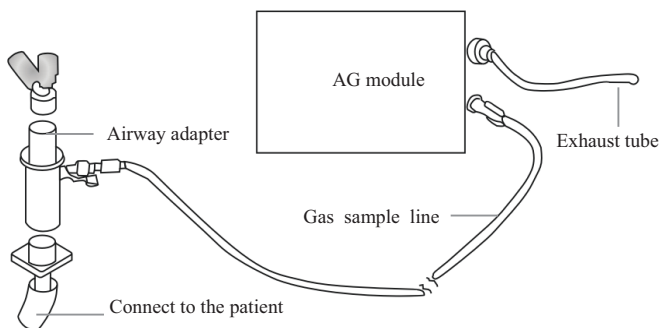 AG module
Airway adapter
Exhaust tube
Gas sample line
Connect to the patient